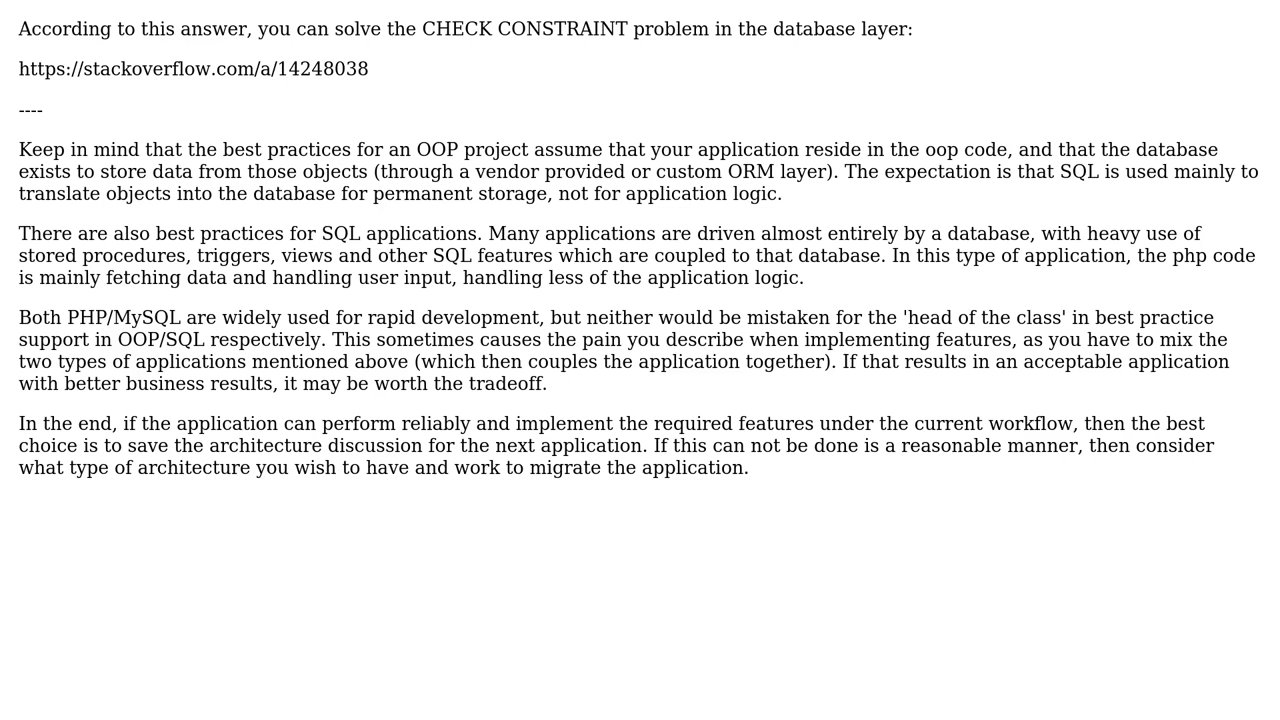 According to this answer, you can solve the CHECK CONSTRAINT problem in the database layer:
https://stackoverflow.com/a/14248038
----
Keep in mind that the best practices for an OOP project assume that your application reside in the oop code, and that the database
exists to store data from those objects (through a vendor provided or custom ORM layer). The expectation is that SQL is used mainly to
translate objects into the database for permanent storage, not for application logic.
There are also best practices for SQL applications. Many applications are driven almost entirely by a database, with heavy use of
stored procedures, triggers, views and other SQL features which are coupled to that database. In this type of application, the php code
is mainly fetching data and handling user input, handling less of the application logic.
Both PHP/MySQL are widely used for rapid development, but neither would be mistaken for the 'head of the class' in best practice
support in OOP/SQL respectively. This sometimes causes the pain you describe when implementing features, as you have to mix the
two types of applications mentioned above (which then couples the application together). If that results in an acceptable application
with better business results, it may be worth the tradeoff.
In the end, if the application can perform reliably and implement the required features under the current workflow, then the best
choice is to save the architecture discussion for the next application. If this can not be done is a reasonable manner, then consider
what type of architecture you wish to have and work to migrate the application.